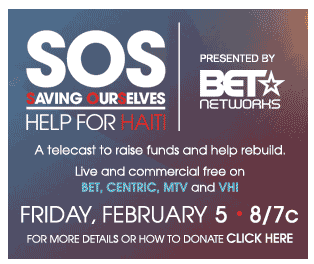 SOS
SAVING OURSELVES
HELP FOR HAITI
PRESENTED BY
BET
NETWORKS
A telecast to raise funds and help rebuild.
Live and commercial free on
BET, CENTRIC, MTV and VH1
FRIDAY, FEBRUARY 5 • 8/7c
FOR MORE DETAILS OR HOW TO DONATE CLICK HERE